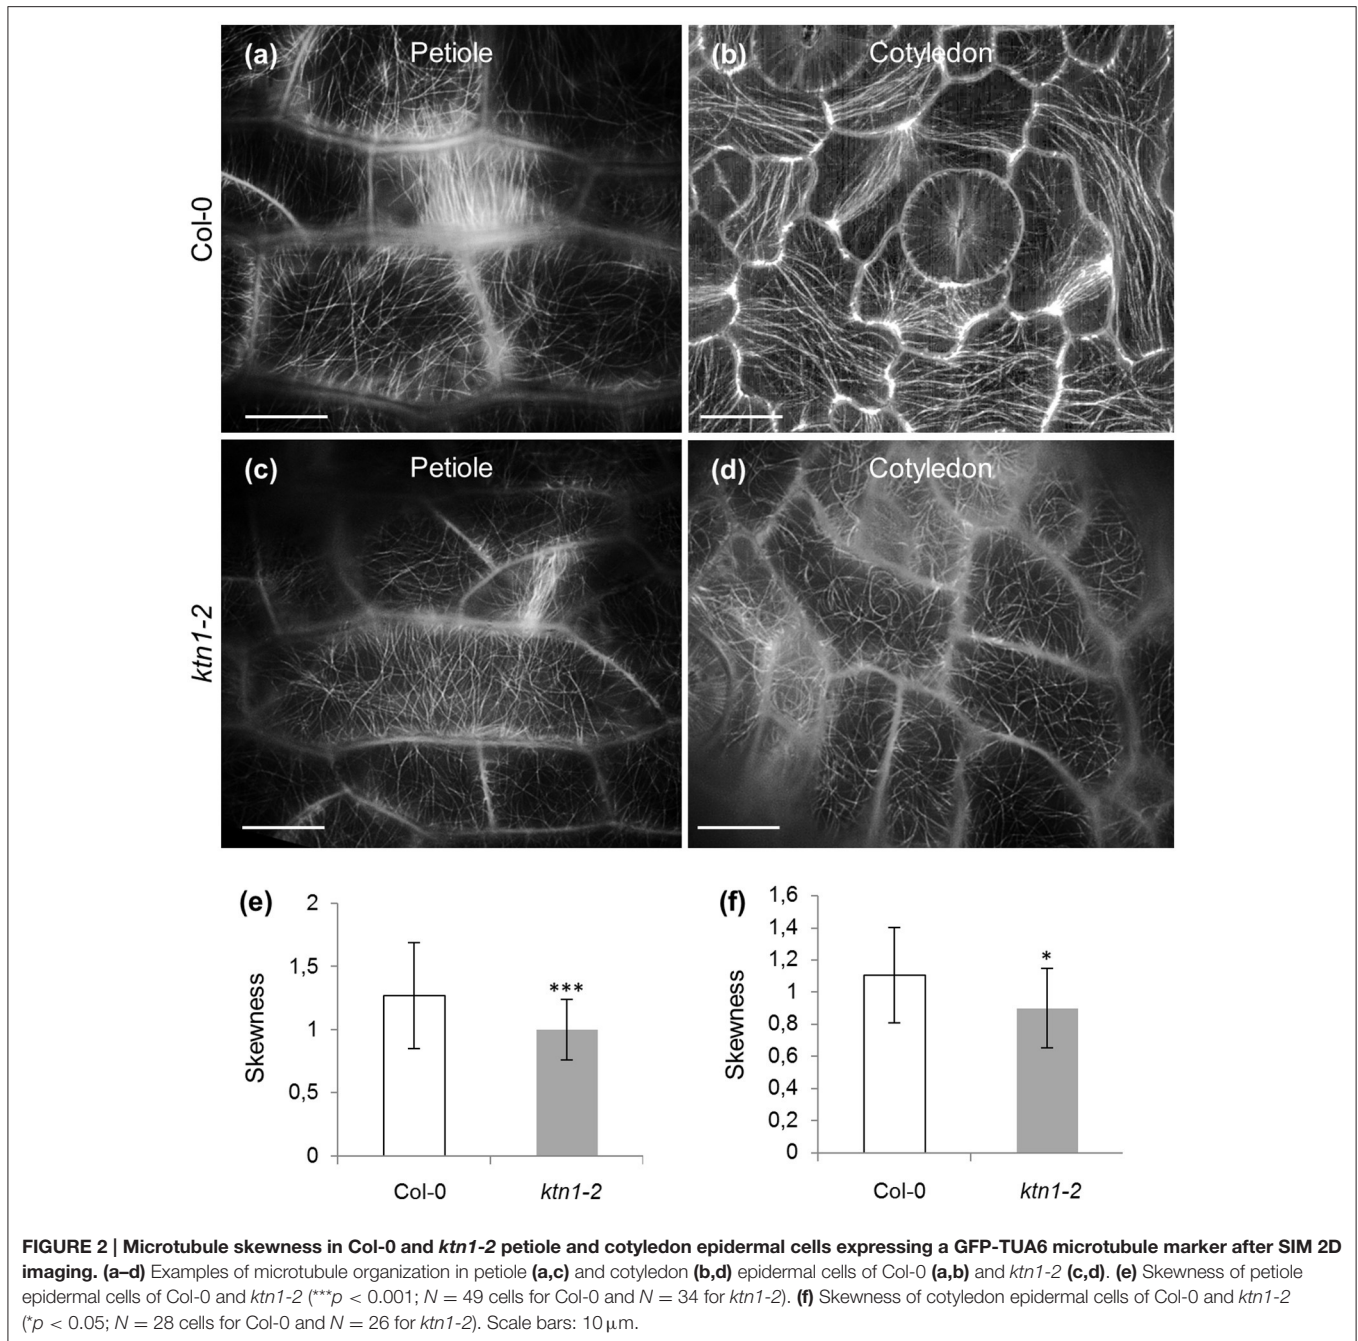 (a) Petiole
(b) Cotyledon
Col-0
(c) Petiole
(d) Cotyledon
ktn1-2
(e)
2
1,5
1
0,5
0
Skewness
***
Col-0 ktn1-2
(f)
1,6
1,4
1,2
1
0,8
0,6
0,4
0,2
0
Skewness
*
Col-0 ktn1-2
FIGURE 2 | Microtubule skewness in Col-0 and ktn1-2 petiole and cotyledon epidermal cells expressing a GFP-TUA6 microtubule marker after SIM 2D
imaging. (a–d) Examples of microtubule organization in petiole (a,c) and cotyledon (b,d) epidermal cells of Col-0 (a,b) and ktn1-2 (c,d). (e) Skewness of petiole
epidermal cells of Col-0 and ktn1-2 (***p < 0.001; N = 49 cells for Col-0 and N = 34 for ktn1-2). (f) Skewness of cotyledon epidermal cells of Col-0 and ktn1-2
(*p < 0.05; N = 28 cells for Col-0 and N = 26 for ktn1-2). Scale bars: 10 μm.